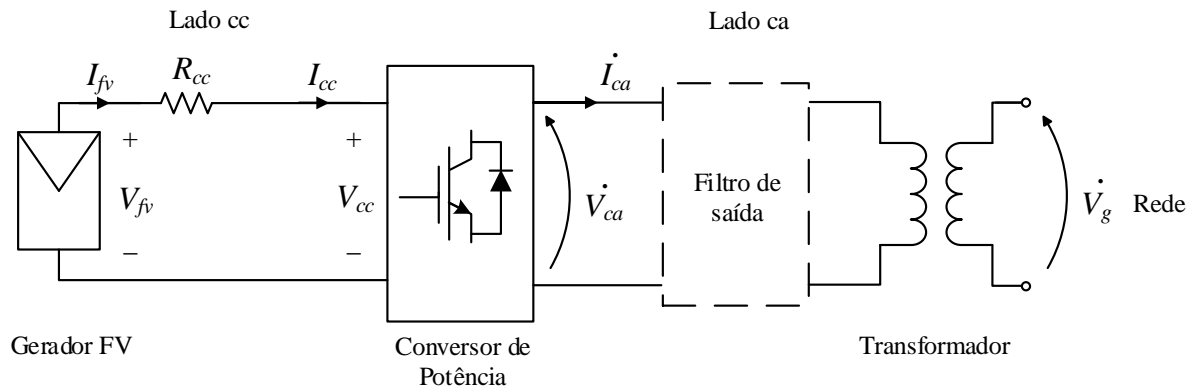 Lado cc
Lado ca
I_fv
R_cc
I_cc
İ_ca
+
V_fv
−
+
V_cc
−
V̇_ca
Filtro de
saída
V̇_g
Rede
Gerador FV
Conversor de
Potência
Transformador